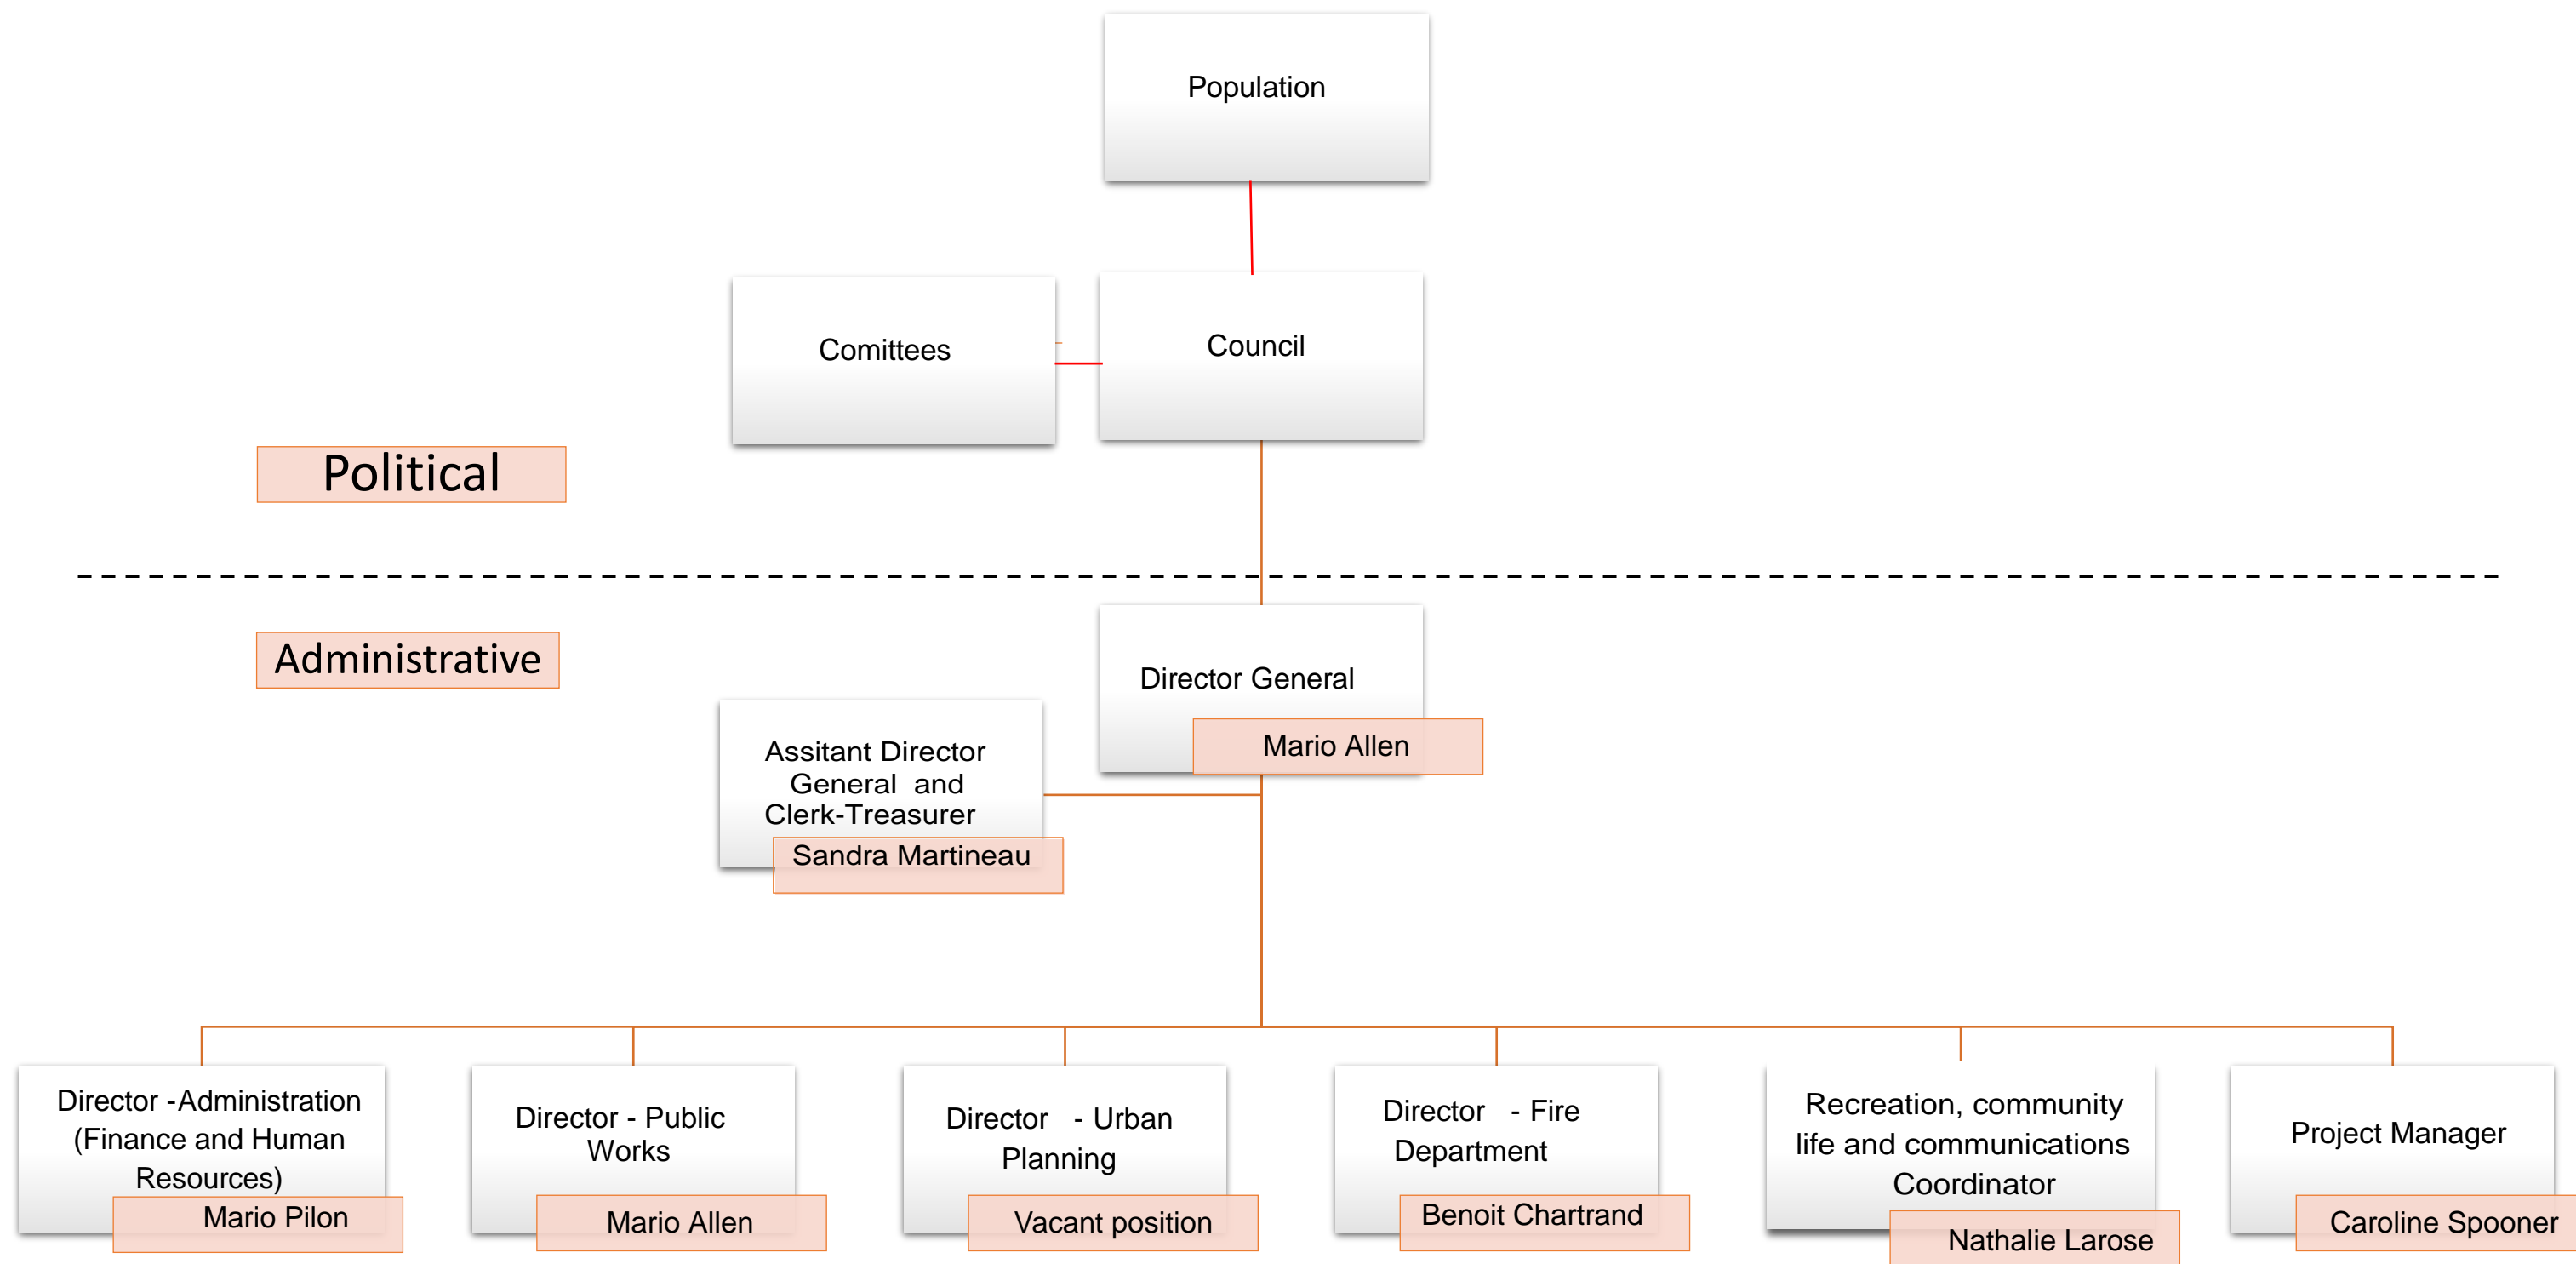 Population
Comittees
Council
Political
Administrative
Director General
Mario Allen
Assitant Director
General and
Clerk-Treasurer
Sandra Martineau
Director -Administration
(Finance and Human
Resources)
Mario Pilon
Director - Public
Works
Mario Allen
Director - Urban
Planning
Vacant position
Director - Fire
Department
Benoit Chartrand
Recreation, community
life and communications
Coordinator
Nathalie Larose
Project Manager
Caroline Spooner